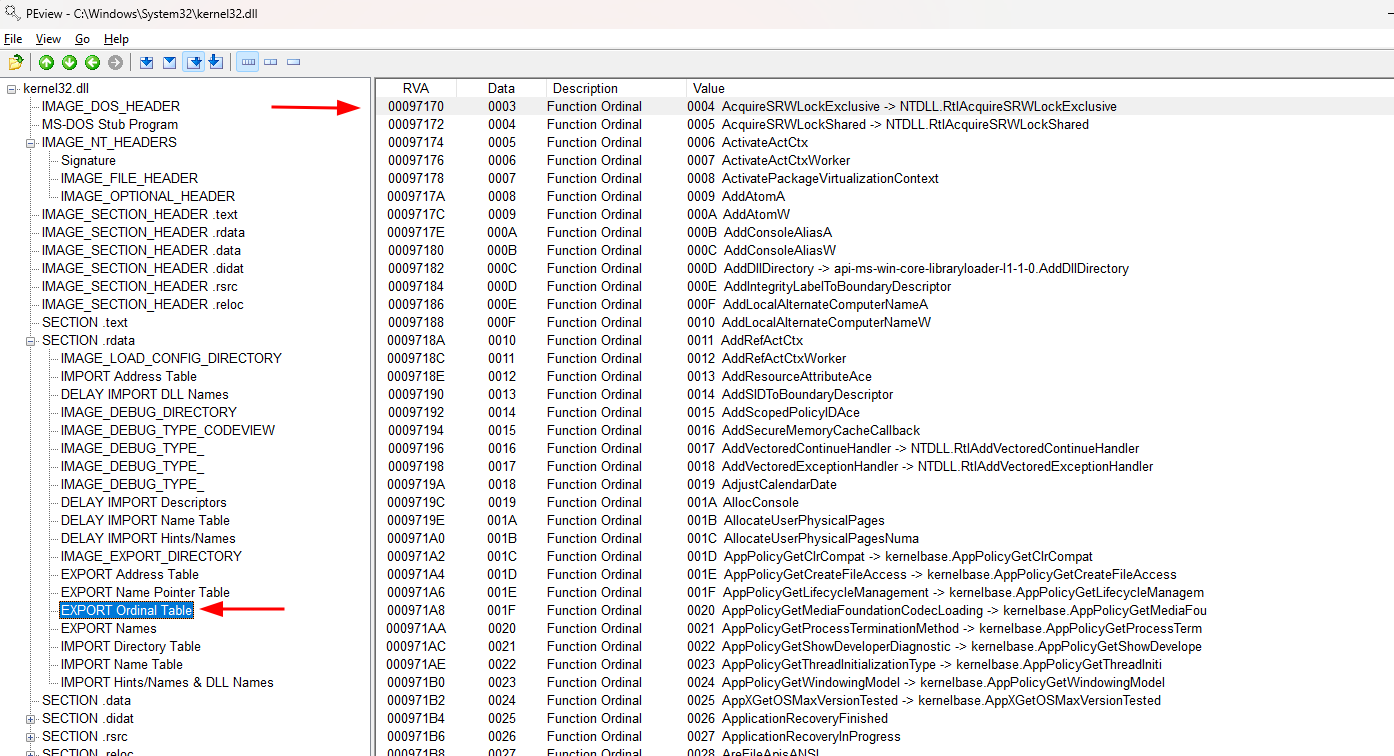 PEview - C:\Windows\System32\kernel32.dll
File View Go Help
kernel32.dll
IMAGE_DOS_HEADER
MS-DOS Stub Program
IMAGE_NT_HEADERS
Signature
IMAGE_FILE_HEADER
IMAGE_OPTIONAL_HEADER
IMAGE_SECTION_HEADER .text
IMAGE_SECTION_HEADER .rdata
IMAGE_SECTION_HEADER .data
IMAGE_SECTION_HEADER .didat
IMAGE_SECTION_HEADER .rsrc
IMAGE_SECTION_HEADER .reloc
SECTION .text
SECTION .rdata
IMAGE_LOAD_CONFIG_DIRECTORY
IMPORT Address Table
DELAY IMPORT DLL Names
IMAGE_DEBUG_DIRECTORY
IMAGE_DEBUG_TYPE_CODEVIEW
IMAGE_DEBUG_TYPE_
IMAGE_DEBUG_TYPE_
IMAGE_DEBUG_TYPE_
DELAY IMPORT Descriptors
DELAY IMPORT Name Table
DELAY IMPORT Hints/Names
IMAGE_EXPORT_DIRECTORY
EXPORT Address Table
EXPORT Name Pointer Table
EXPORT Ordinal Table
EXPORT Names
IMPORT Directory Table
IMPORT Name Table
IMPORT Hints/Names & DLL Names
SECTION .data
SECTION .didat
SECTION .rsrc
SECTION .reloc
RVA Data Description Value
00097170 0003 Function Ordinal 0004 AcquireSRWLockExclusive -> NTDLL.RtlAcquireSRWLockExclusive
00097172 0004 Function Ordinal 0005 AcquireSRWLockShared -> NTDLL.RtlAcquireSRWLockShared
00097174 0005 Function Ordinal 0006 ActivateActCtx
00097176 0006 Function Ordinal 0007 ActivateActCtxWorker
00097178 0007 Function Ordinal 0008 ActivatePackageVirtualizationContext
0009717A 0008 Function Ordinal 0009 AddAtomA
0009717C 0009 Function Ordinal 000A AddAtomW
0009717E 000A Function Ordinal 000B AddConsoleAliasA
00097180 000B Function Ordinal 000C AddConsoleAliasW
00097182 000C Function Ordinal 000D AddDllDirectory -> api-ms-win-core-libraryloader-l1-1-0.AddDllDirectory
00097184 000D Function Ordinal 000E AddIntegrityLabelToBoundaryDescriptor
00097186 000E Function Ordinal 000F AddLocalAlternateComputerNameA
00097188 000F Function Ordinal 0010 AddLocalAlternateComputerNameW
0009718A 0010 Function Ordinal 0011 AddRefActCtx
0009718C 0011 Function Ordinal 0012 AddRefActCtxWorker
0009718E 0012 Function Ordinal 0013 AddResourceAttributeAce
00097190 0013 Function Ordinal 0014 AddSIDToBoundaryDescriptor
00097192 0014 Function Ordinal 0015 AddScopedPolicyIDAce
00097194 0015 Function Ordinal 0016 AddSecureMemoryCacheCallback
00097196 0016 Function Ordinal 0017 AddVectoredContinueHandler -> NTDLL.RtlAddVectoredContinueHandler
00097198 0017 Function Ordinal 0018 AddVectoredExceptionHandler -> NTDLL.RtlAddVectoredExceptionHandler
0009719A 0018 Function Ordinal 0019 AdjustCalendarDate
0009719C 0019 Function Ordinal 001A AllocConsole
0009719E 001A Function Ordinal 001B AllocateUserPhysicalPages
000971A0 001B Function Ordinal 001C AllocateUserPhysicalPagesNuma
000971A2 001C Function Ordinal 001D AppPolicyGetClrCompat -> kernelbase.AppPolicyGetClrCompat
000971A4 001D Function Ordinal 001E AppPolicyGetCreateFileAccess -> kernelbase.AppPolicyGetCreateFileAccess
000971A6 001E Function Ordinal 001F AppPolicyGetLifecycleManagement -> kernelbase.AppPolicyGetLifecycleManagem
000971A8 001F Function Ordinal 0020 AppPolicyGetMediaFoundationCodecLoading -> kernelbase.AppPolicyGetMediaFou
000971AA 0020 Function Ordinal 0021 AppPolicyGetProcessTerminationMethod -> kernelbase.AppPolicyGetProcessTerm
000971AC 0021 Function Ordinal 0022 AppPolicyGetShowDeveloperDiagnostic -> kernelbase.AppPolicyGetShowDevelope
000971AE 0022 Function Ordinal 0023 AppPolicyGetThreadInitializationType -> kernelbase.AppPolicyGetThreadIniti
000971B0 0023 Function Ordinal 0024 AppPolicyGetWindowingModel -> kernelbase.AppPolicyGetWindowingModel
000971B2 0024 Function Ordinal 0025 AppXGetOSMaxVersionTested -> kernelbase.AppXGetOSMaxVersionTested
000971B4 0025 Function Ordinal 0026 ApplicationRecoveryFinished
000971B6 0026 Function Ordinal 0027 ApplicationRecoveryInProgress
000971B8 0027 Function Ordinal 0028 AreFileApisANSI